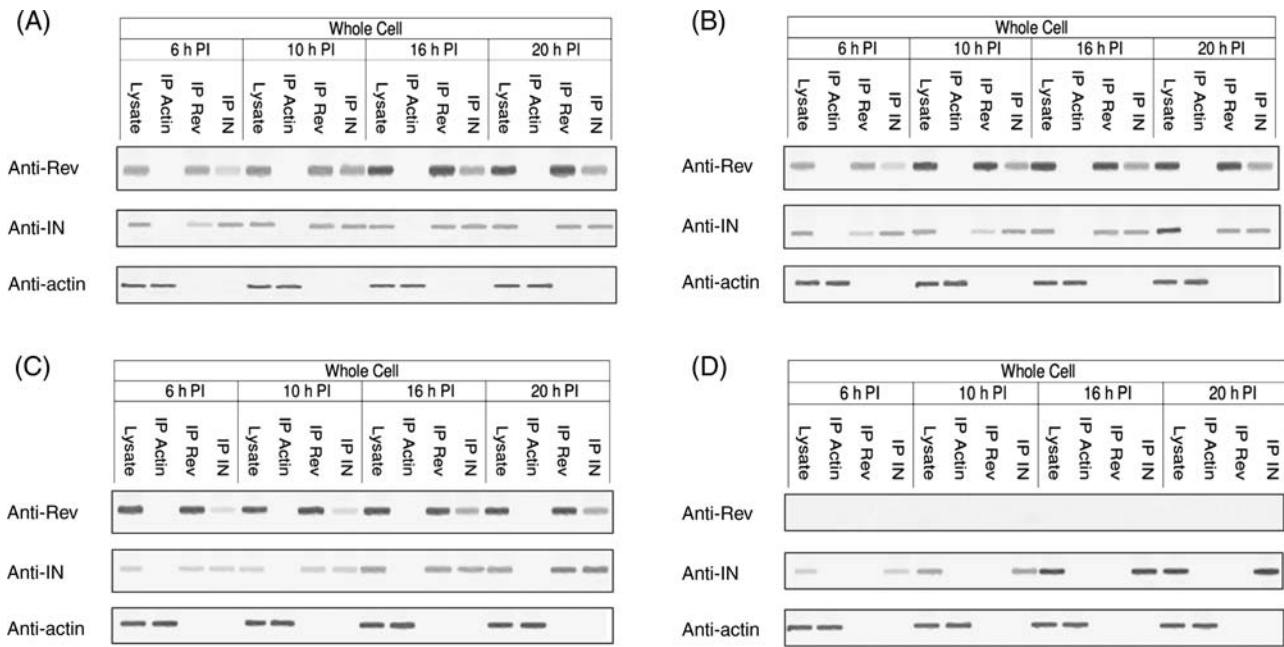 (A)
Whole Cell
6 h PI 10 h PI 16 h PI 20 h PI
Lysate IP Actin IP Rev IP IN Lysate IP Actin IP Rev IP IN Lysate IP Actin IP Rev IP IN Lysate IP Actin IP Rev IP IN
Anti-Rev
Anti-IN
Anti-actin
(B)
Whole Cell
6 h PI 10 h PI 16 h PI 20 h PI
Lysate IP Actin IP Rev IP IN Lysate IP Actin IP Rev IP IN Lysate IP Actin IP Rev IP IN Lysate IP Actin IP Rev IP IN
Anti-Rev
Anti-IN
Anti-actin
(C)
Whole Cell
6 h PI 10 h PI 16 h PI 20 h PI
Lysate IP Actin IP Rev IP IN Lysate IP Actin IP Rev IP IN Lysate IP Actin IP Rev IP IN Lysate IP Actin IP Rev IP IN
Anti-Rev
Anti-IN
Anti-actin
(D)
Whole Cell
6 h PI 10 h PI 16 h PI 20 h PI
Lysate IP Actin IP Rev IP IN Lysate IP Actin IP Rev IP IN Lysate IP Actin IP Rev IP IN Lysate IP Actin IP Rev IP IN
Anti-Rev
Anti-IN
Anti-actin